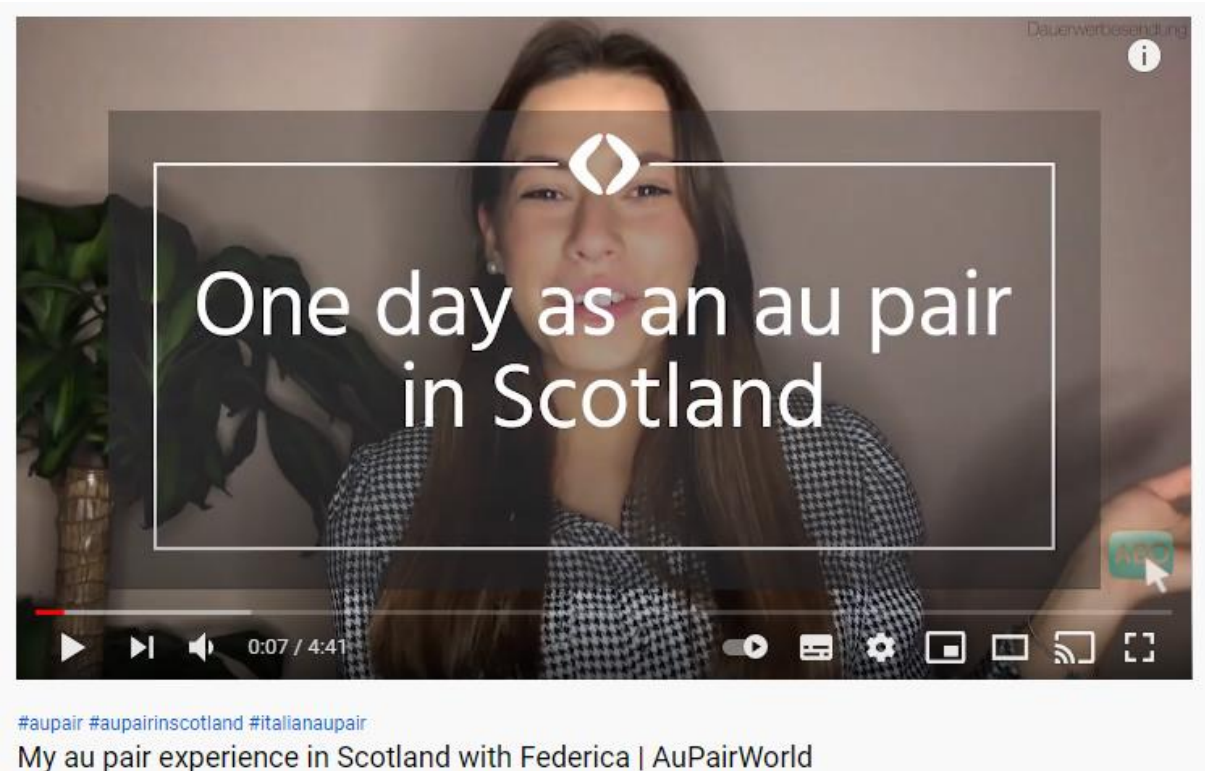 Dauerwerbesendung
One day as an au pair
in Scotland
ABO
0:07 / 4:41
#aupair #aupairinscotland #italianaupair
My au pair experience in Scotland with Federica | AuPairWorld